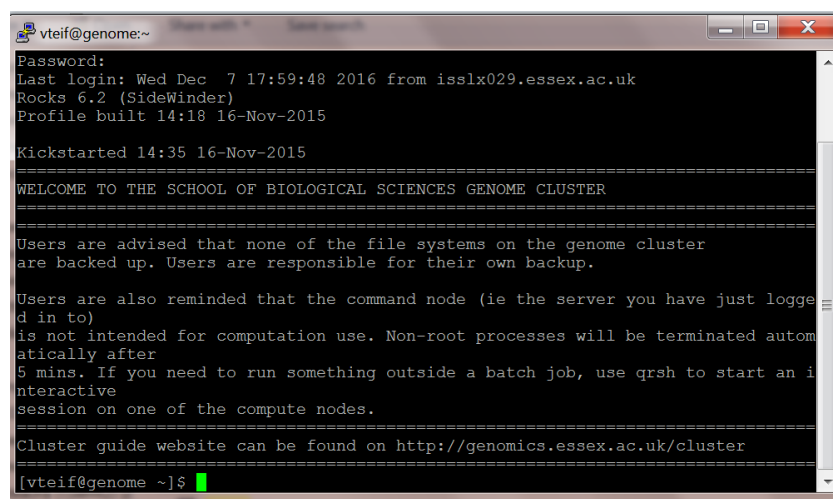 Share with Save search
vteif@genome:~
Password:
Last login: Wed Dec  7 17:59:48 2016 from isslx029.essex.ac.uk
Rocks 6.2 (SideWinder)
Profile built 14:18 16-Nov-2015

Kickstarted 14:35 16-Nov-2015
================================================================================
WELCOME TO THE SCHOOL OF BIOLOGICAL SCIENCES GENOME CLUSTER
================================================================================
================================================================================
Users are advised that none of the file systems on the genome cluster
are backed up. Users are responsible for their own backup.

Users are also reminded that the command node (ie the server you have just logge
d in to)
is not intended for computation use. Non-root processes will be terminated autom
atically after
5 mins. If you need to run something outside a batch job, use qrsh to start an i
nteractive
session on one of the compute nodes.
================================================================================
Cluster guide website can be found on http://genomics.essex.ac.uk/cluster
================================================================================
[vteif@genome ~]$